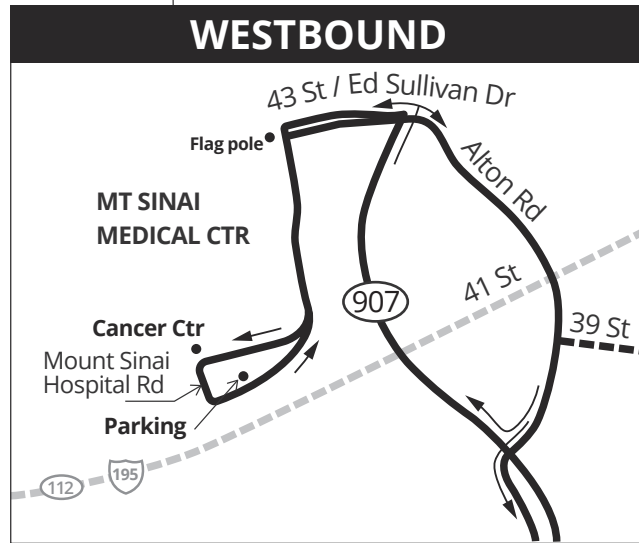 WESTBOUND
43 St / Ed Sullivan Dr
Flag pole
Alton Rd
MT SINAI
MEDICAL CTR
907
41 St
39 St
Cancer Ctr
Mount Sinai
Hospital Rd
Parking
195
112